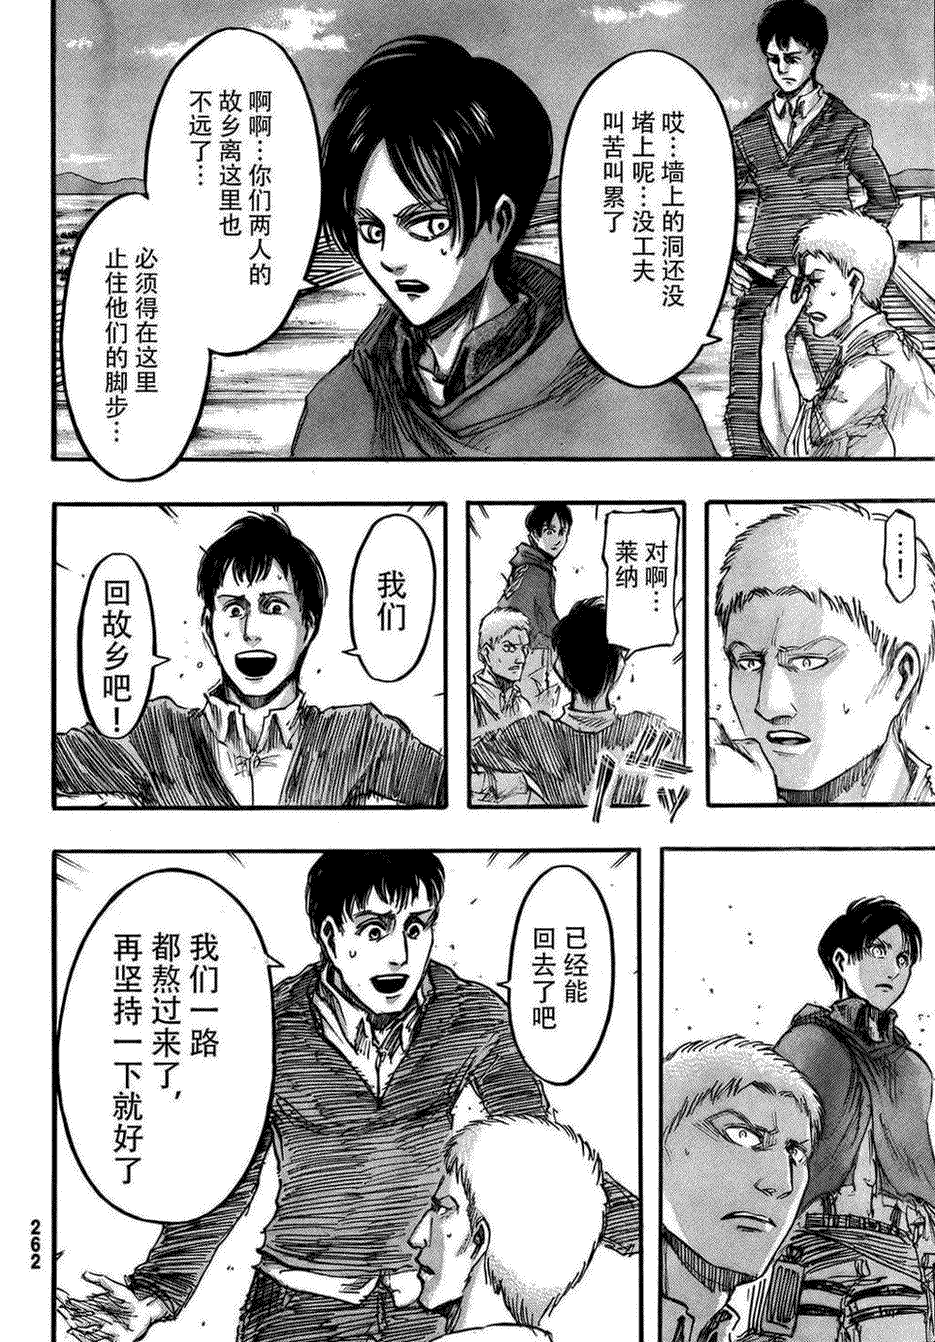 哎…墙上的洞还没
堵上呢…没工夫
叫苦叫累了
啊啊…你们两人的
故乡离这里也
不远了…
必须得在这里
止住他们的脚步…
…！
对啊…
莱纳
我们
回故乡吧！
已经能
回去了吧
我们一路
都熬过来了，
再坚持一下就好了
262